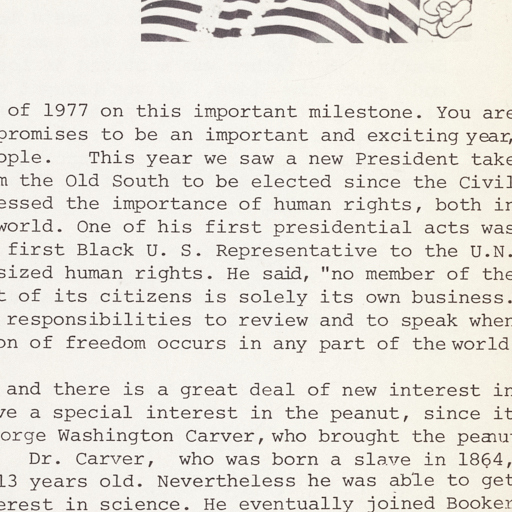 of 1977 on this important milestone. You are
promises to be an important and exciting year,
ople. This year we saw a new President take
m the Old South to be elected since the Civil
essed the importance of human rights, both in
world. One of his first presidential acts was
first Black U. S. Representative to the U.N.
sized human rights. He said, "no member of the
t of its citizens is solely its own business.
responsibilities to review and to speak when
on of freedom occurs in any part of the world
and there is a great deal of new interest in
ve a special interest in the peanut, since it
orge Washington Carver, who brought the peanu
Dr. Carver, who was born a slave in 1864,
13 years old. Nevertheless he was able to get
erest in science. He eventually joined Booker